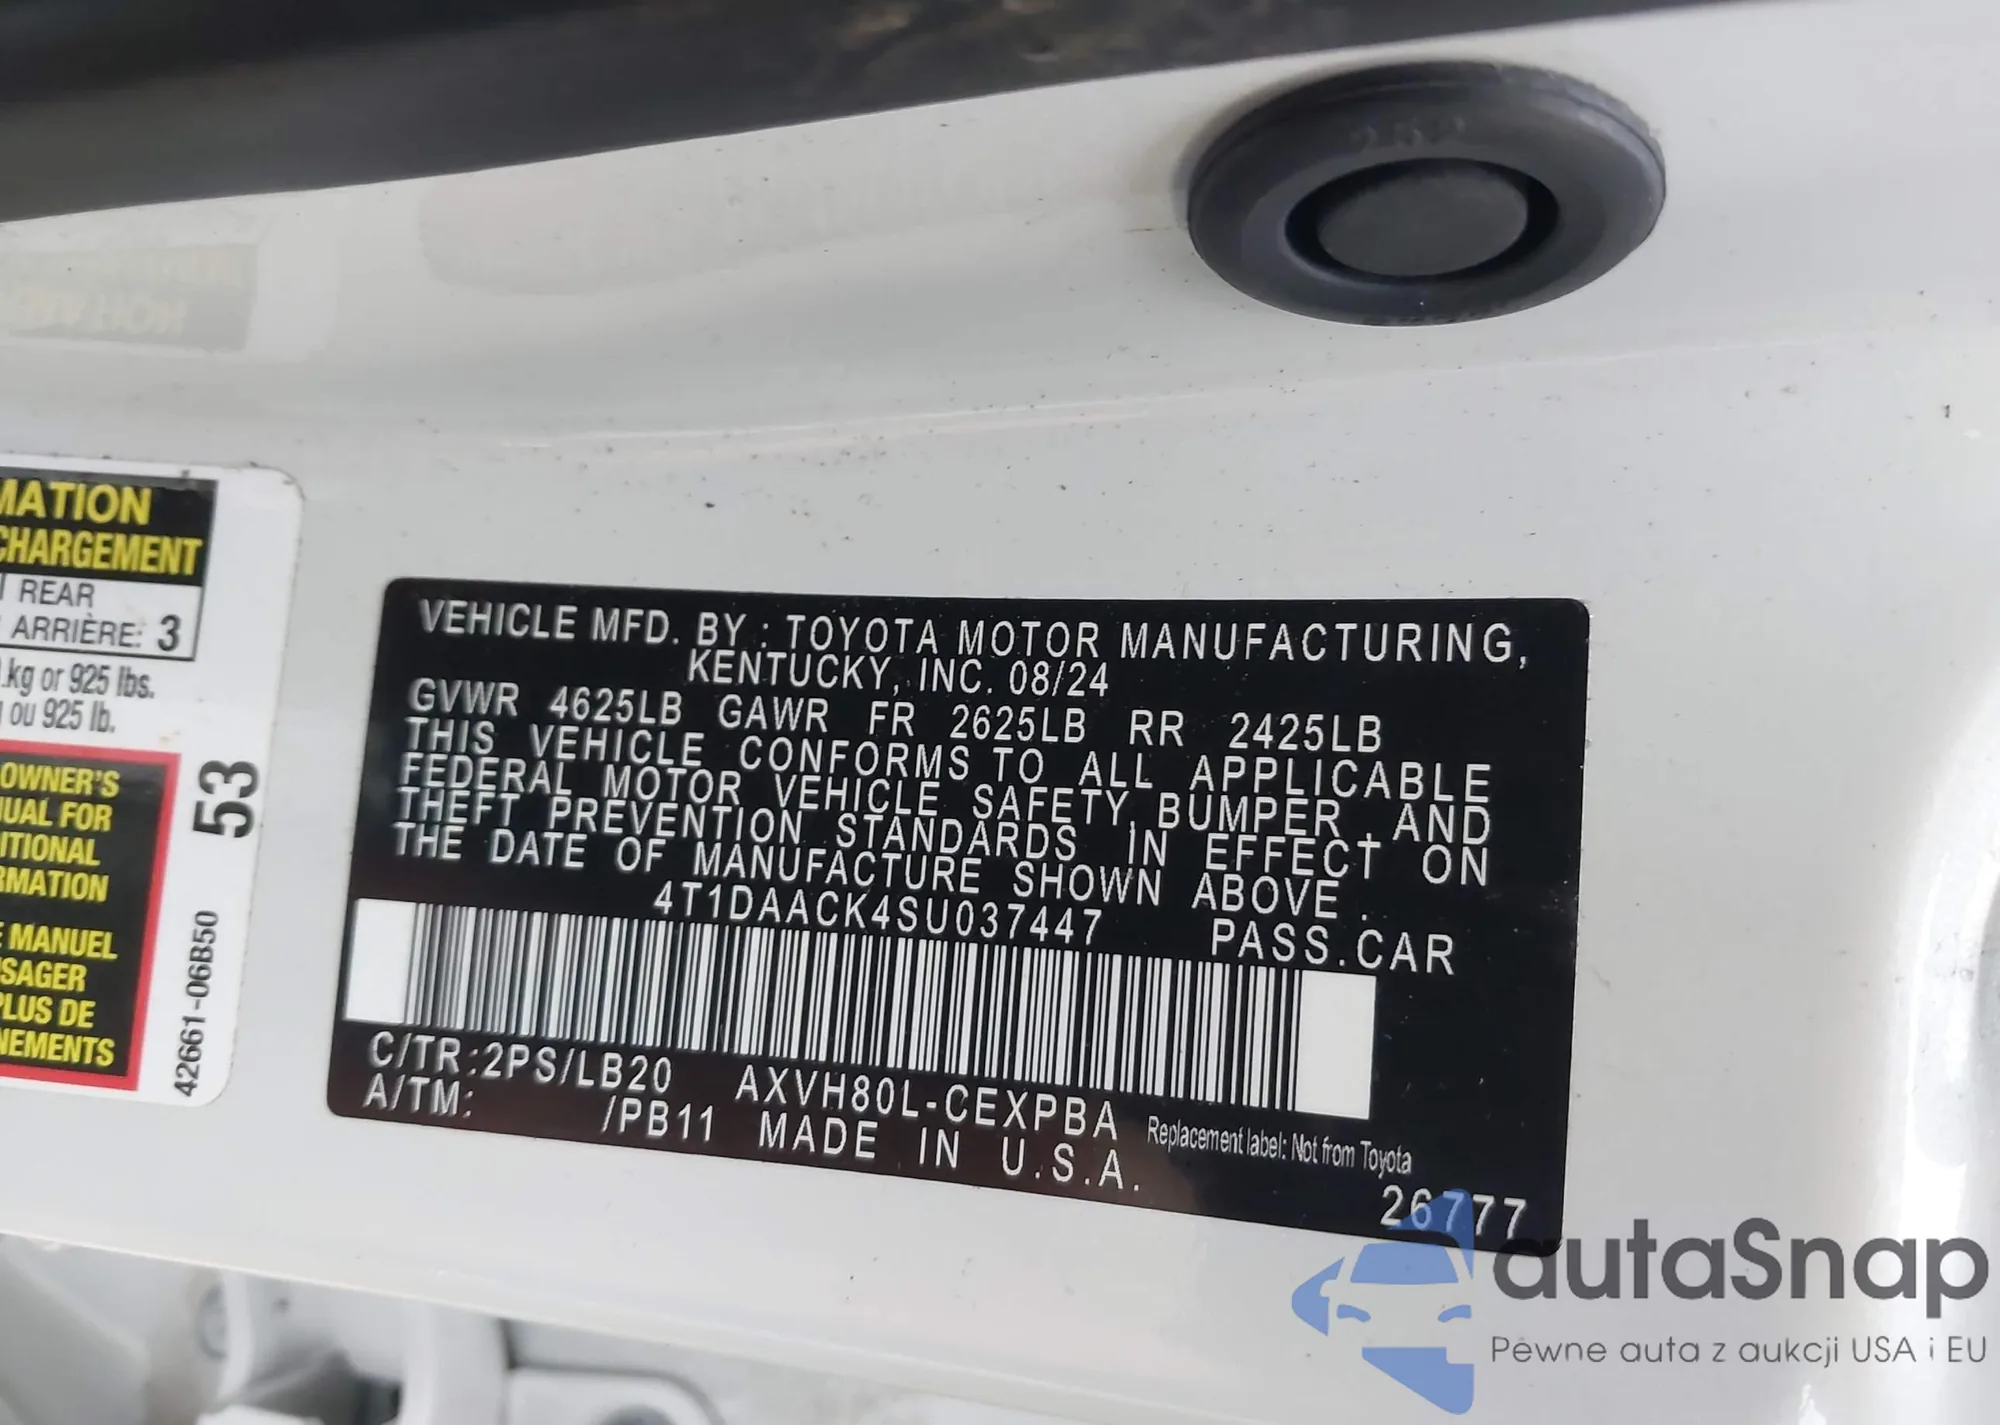 MATION
CHARGEMENT
REAR
ARRIÈRE: 3
kg or 925 lbs.
ou 925 lb.
OWNER'S
UAL FOR
ITIONAL
RMATION
MANUEL
SAGER
PLUS DE
NEMENTS
53
42661-06B50
VEHICLE MFD. BY : TOYOTA MOTOR MANUFACTURING,
KENTUCKY, INC. 08/24
GVWR 4625LB GAWR FR 2625LB RR 2425LB
THIS VEHICLE CONFORMS TO ALL APPLICABLE
FEDERAL MOTOR VEHICLE SAFETY, BUMPER AND
THEFT PREVENTION STANDARDS IN EFFECT ON
THE DATE OF MANUFACTURE SHOWN ABOVE.
4T1DAACK4SU037447 PASS.CAR
C/TR:2PS/LB20 AXVH80L-CEXPBA
A/TM: /PB11 MADE IN U.S.A.
Replacement label: Not from Toyota
26777
autaSnap
Pewne auta z aukcji USA i EU